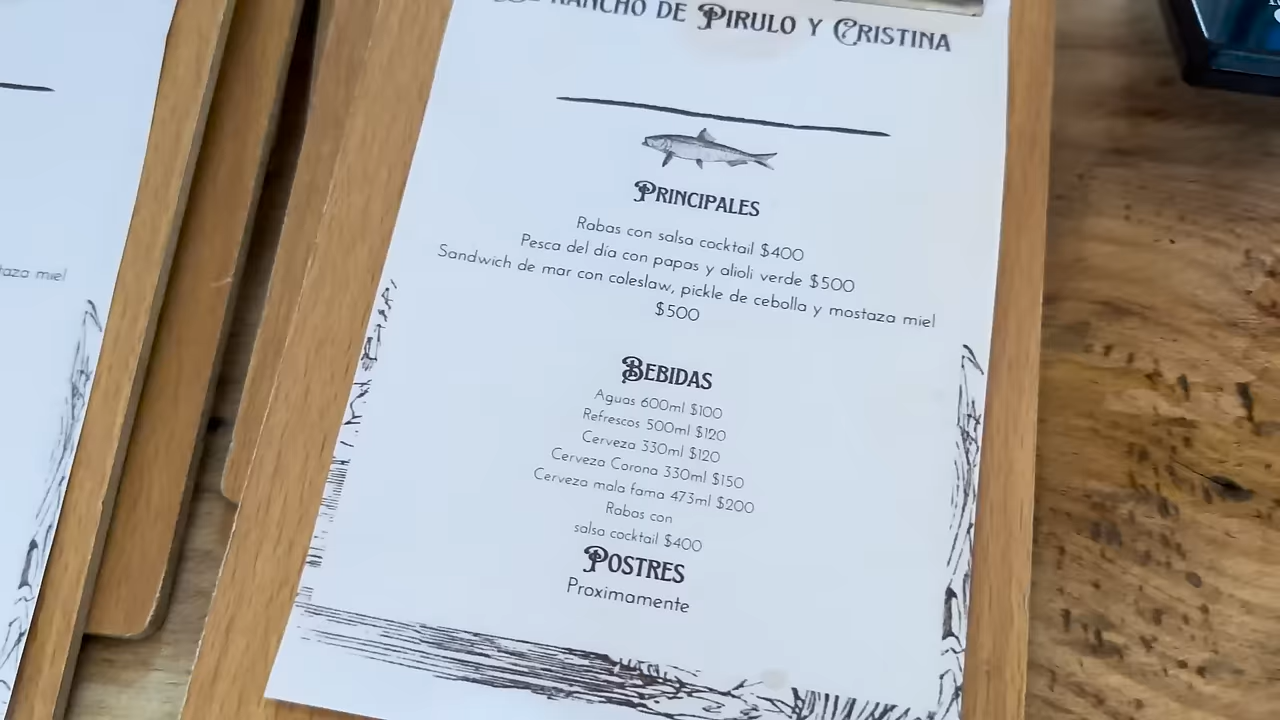 RANCHO DE PIRULO Y CRISTINA
PRINCIPALES
Rabas con salsa cocktail $400
Pesca del día con papas y alioli verde $500
Sandwich de mar con coleslaw, pickle de cebolla y mostaza miel
$500
BEBIDAS
Aguas 600ml $100
Refrescos 500ml $120
Cerveza 330ml $120
Cerveza Corona 330ml $150
Cerveza mala fama 473ml $200
Rabas con
salsa cocktail $400
POSTRES
Proximamente
miel